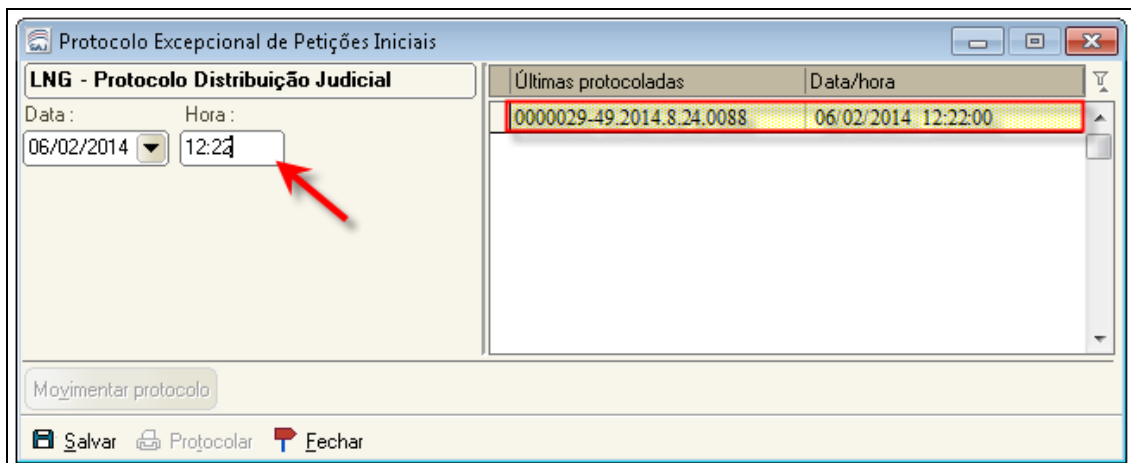 Protocolo Excepcional de Petições Iniciais
LNG - Protocolo Distribuição Judicial
Últimas protocoladas Data/hora
Data : Hora :
0000029-49.2014.8.24.0088 06/02/2014 12:22:00
06/02/2014 12:22
Movimentar protocolo
Salvar Protocolar Fechar